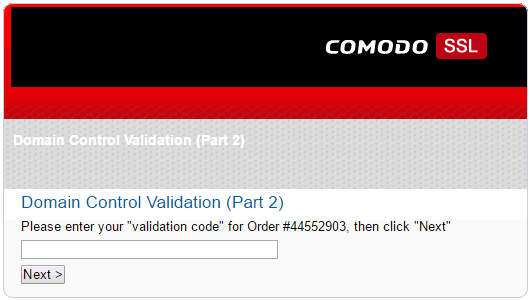 COMODO SSL
Domain Control Validation (Part 2)
Domain Control Validation (Part 2)
Please enter your "validation code" for Order #44552903, then click "Next"
Next >